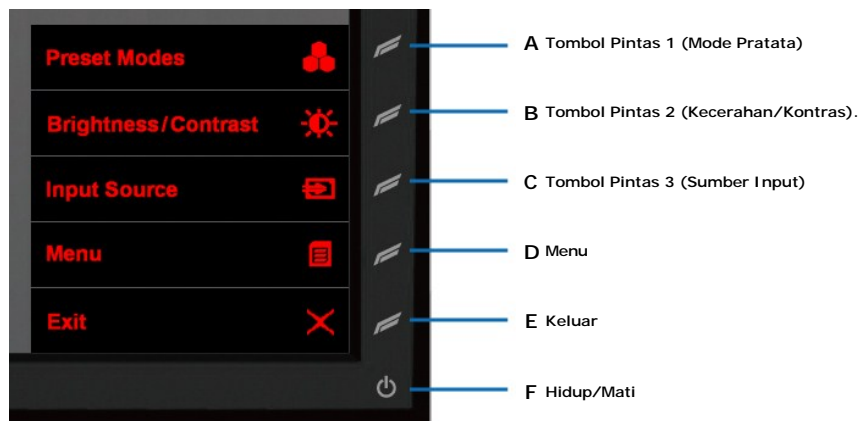 Preset Modes
A Tombol Pintas 1 (Mode Pratata)
Brightness/Contrast
B Tombol Pintas 2 (Kecerahan/Kontras).
Input Source
C Tombol Pintas 3 (Sumber Input)
Menu
D Menu
Exit
E Keluar
F Hidup/Mati